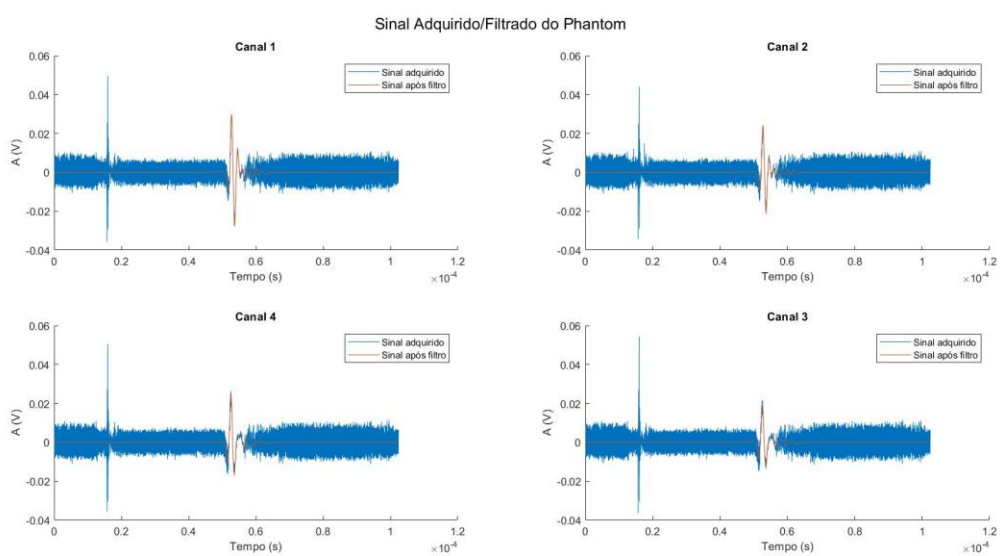 Sinal Adquirido/Filtrado do Phantom
Canal 1
0.06
0.04
0.02
0
-0.02
-0.04
A (V)
Sinal adquirido
Sinal após filtro
0 0.2 0.4 0.6 0.8 1 1.2
Tempo (s)
×10⁻⁴
Canal 2
0.06
0.04
0.02
0
-0.02
-0.04
A (V)
Sinal adquirido
Sinal após filtro
0 0.2 0.4 0.6 0.8 1 1.2
Tempo (s)
×10⁻⁴
Canal 4
0.06
0.04
0.02
0
-0.02
-0.04
A (V)
Sinal adquirido
Sinal após filtro
0 0.2 0.4 0.6 0.8 1 1.2
Tempo (s)
×10⁻⁴
Canal 3
0.06
0.04
0.02
0
-0.02
-0.04
A (V)
Sinal adquirido
Sinal após filtro
0 0.2 0.4 0.6 0.8 1 1.2
Tempo (s)
×10⁻⁴